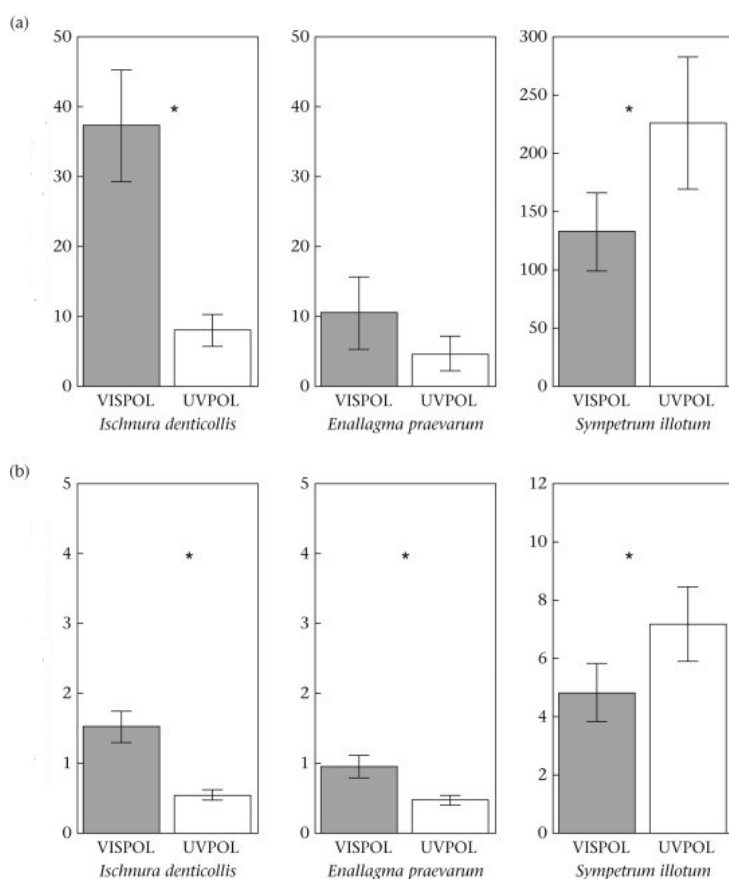 (a)
50 50 300
40 40 250
30 30 200
20 20 150
10 10 100
0 0 50
0
* *
VISPOL UVPOL VISPOL UVPOL VISPOL UVPOL
Ischnura denticollis Enallagma praevarum Sympetrum illotum
(b)
5 5 12
4 4 10
3 3 8
2 2 6
1 1 4
0 0 2
0
* * *
VISPOL UVPOL VISPOL UVPOL VISPOL UVPOL
Ischnura denticollis Enallagma praevarum Sympetrum illotum